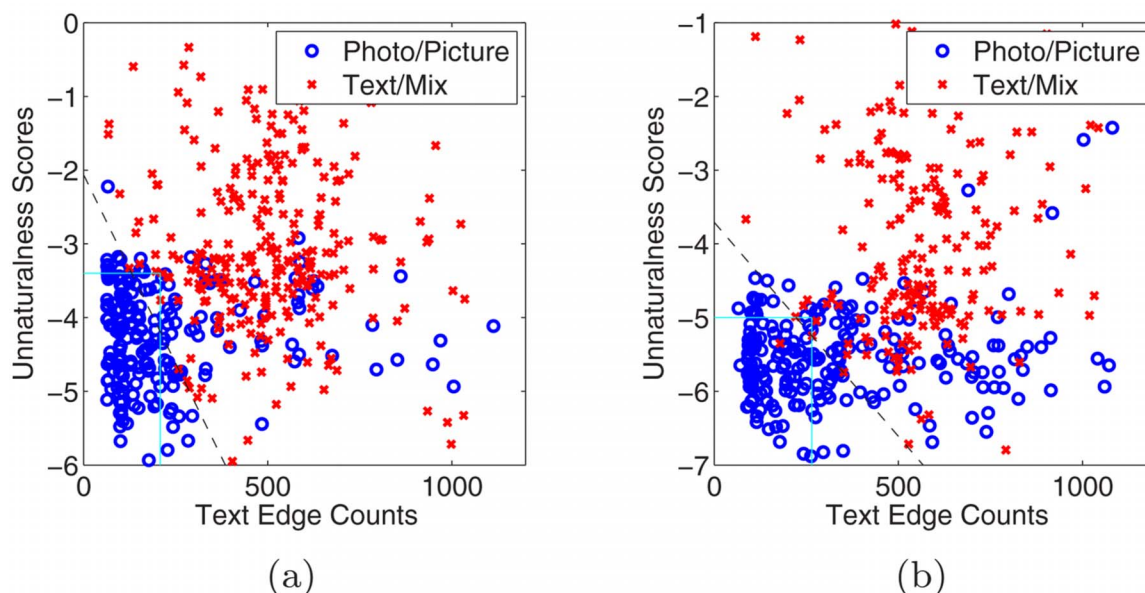 0
−1
−2
−3
−4
−5
−6
Unnaturalness Scores
Photo/Picture
Text/Mix
0
500
1000
Text Edge Counts
(a)
−1
−2
−3
−4
−5
−6
−7
Unnaturalness Scores
Photo/Picture
Text/Mix
0
500
1000
Text Edge Counts
(b)